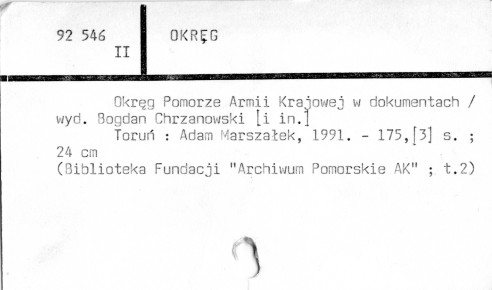 92 546 OKRĘG
II
Okręg Pomorze Armii Krajowej w dokumentach /
wyd. Bogdan Chrzanowski [i in.]
Toruń : Adam Marszałek, 1991. - 175,[3] s. ;
24 cm
(Biblioteka Fundacji "Archiwum Pomorskie AK" ; t.2)